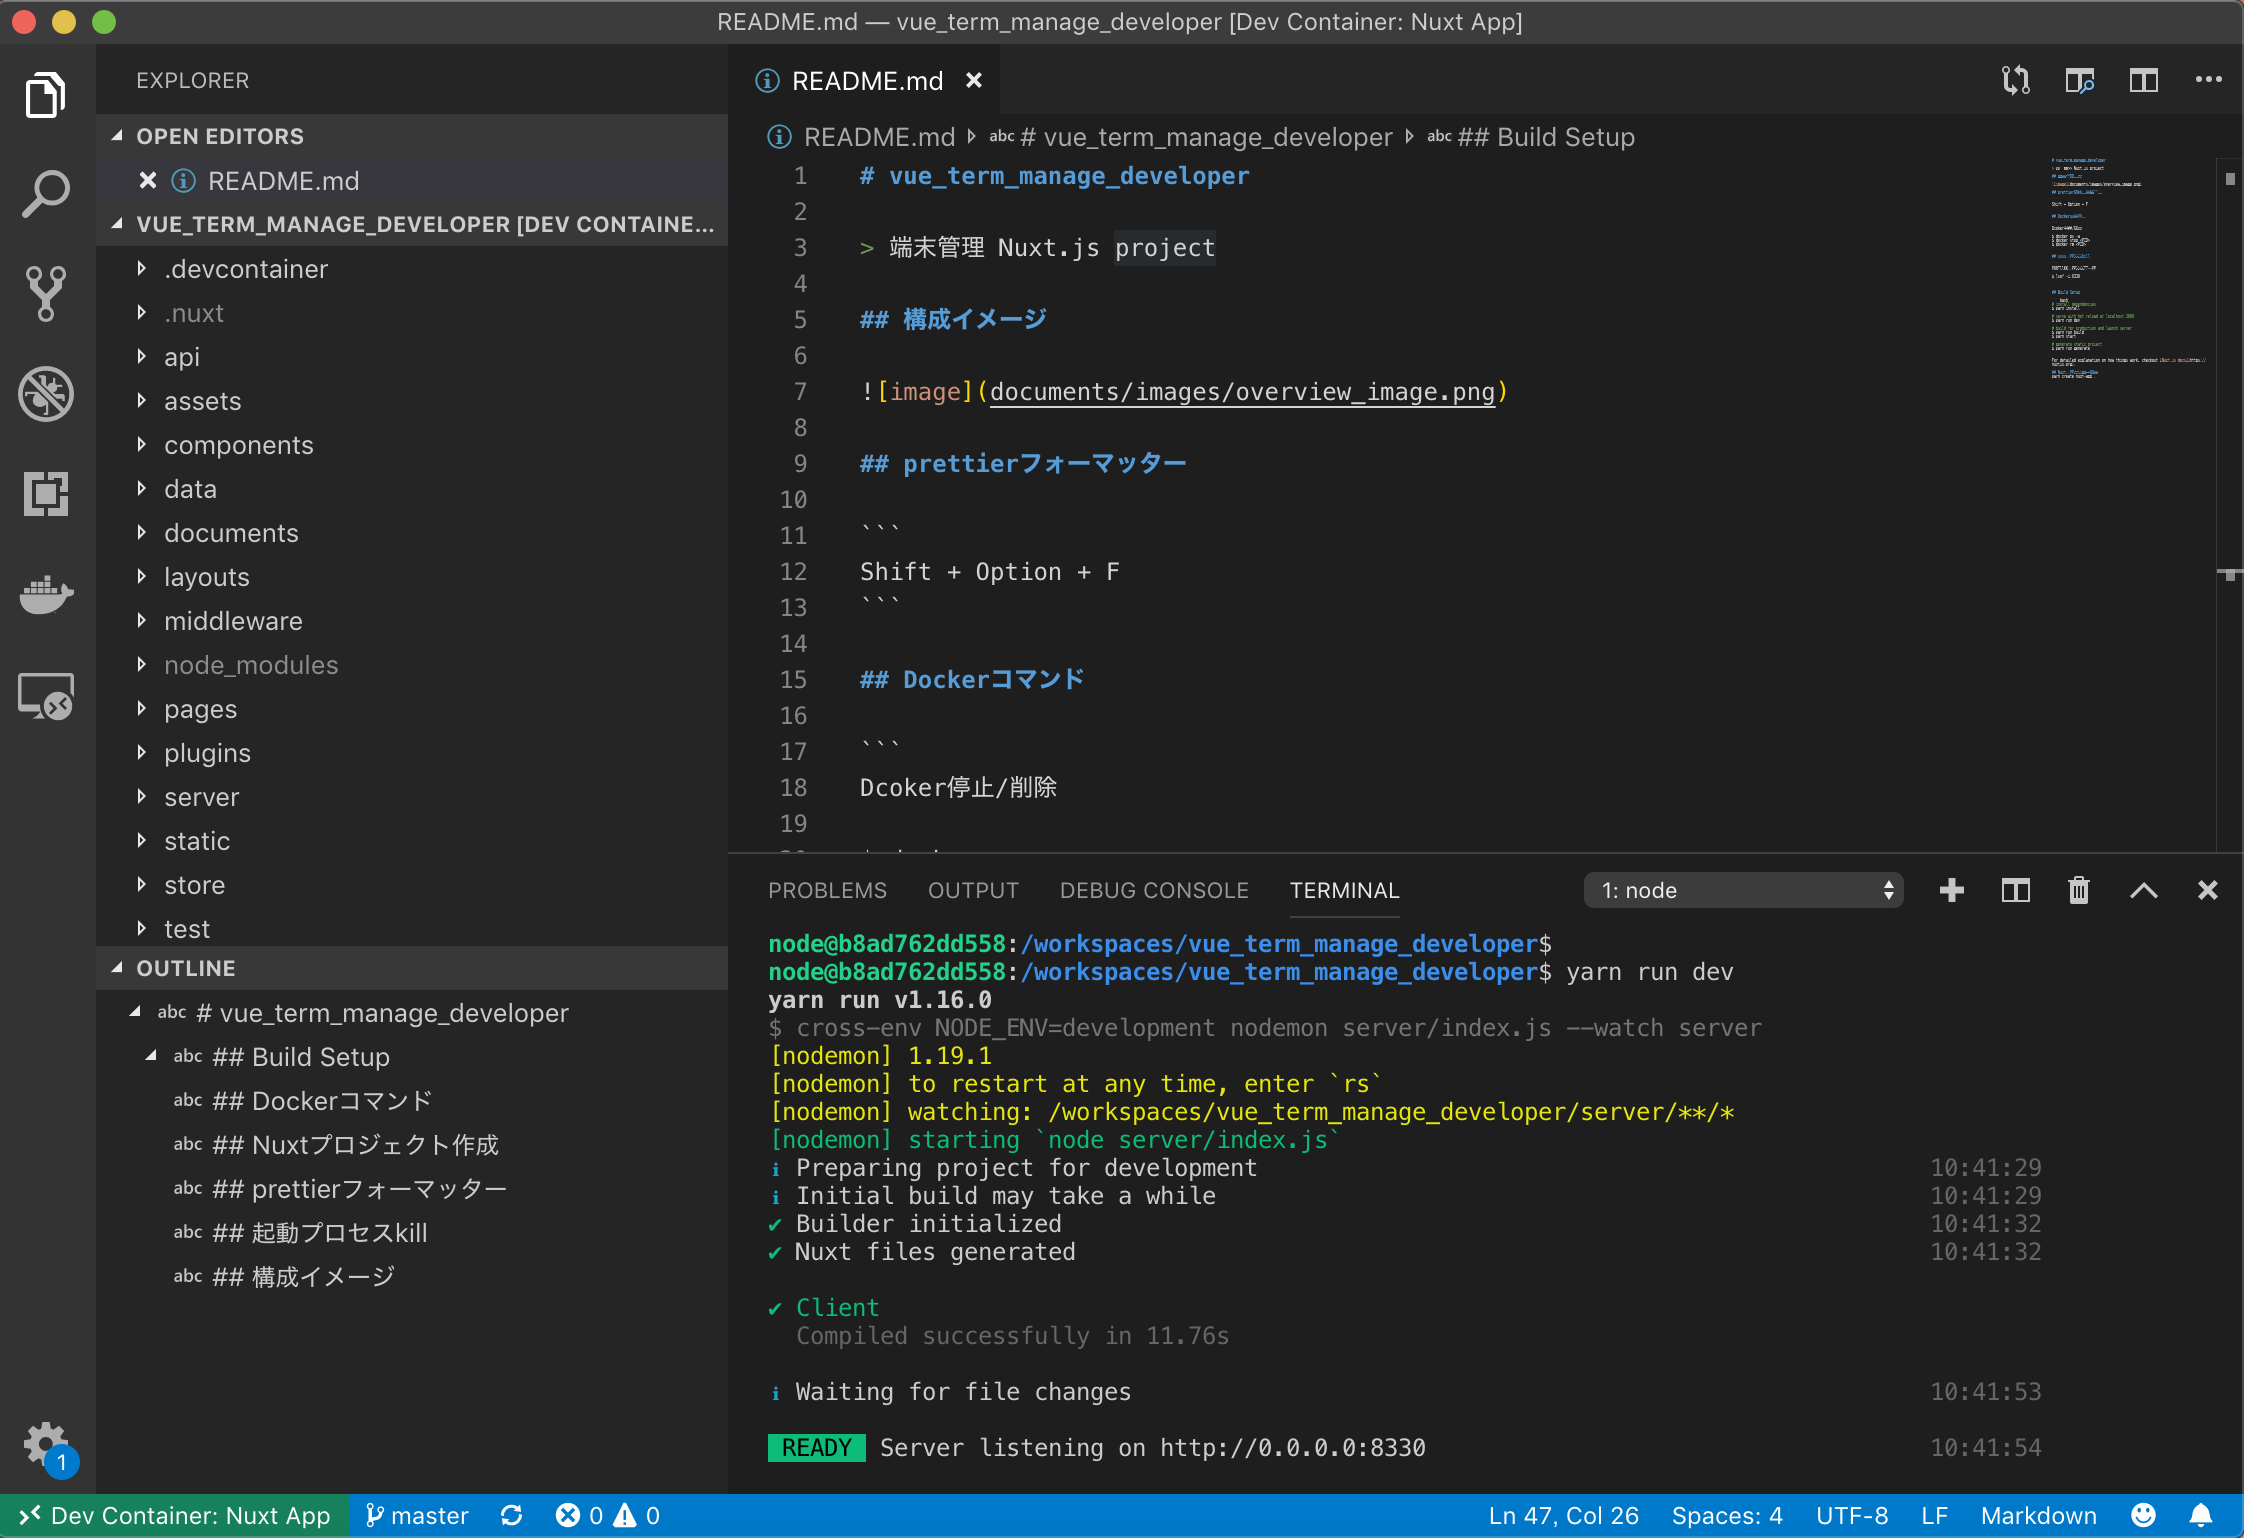 README.md — vue_term_manage_developer [Dev Container: Nuxt App]
EXPLORER
OPEN EDITORS
README.md
VUE_TERM_MANAGE_DEVELOPER [DEV CONTAINE...
.devcontainer
.nuxt
api
assets
components
data
documents
layouts
middleware
node_modules
pages
plugins
server
static
store
test
OUTLINE
abc # vue_term_manage_developer
abc ## Build Setup
abc ## Dockerコマンド
abc ## Nuxtプロジェクト作成
abc ## prettierフォーマッター
abc ## 起動プロセスkill
abc ## 構成イメージ
1
README.md
README.md abc # vue_term_manage_developer abc ## Build Setup
1 # vue_term_manage_developer
2
3 > 端末管理 Nuxt.js project
4
5 ## 構成イメージ
6
7 ![image](documents/images/overview_image.png)
8
9 ## prettierフォーマッター
10
11 ```
12 Shift + Option + F
13 ```
14
15 ## Dockerコマンド
16
17 ```
18 Dcoker停止/削除
19
PROBLEMS OUTPUT DEBUG CONSOLE TERMINAL 1: node
node@b8ad762dd558:/workspaces/vue_term_manage_developer$
node@b8ad762dd558:/workspaces/vue_term_manage_developer$ yarn run dev
yarn run v1.16.0
$ cross-env NODE_ENV=development nodemon server/index.js --watch server
[nodemon] 1.19.1
[nodemon] to restart at any time, enter `rs`
[nodemon] watching: /workspaces/vue_term_manage_developer/server/**/*
[nodemon] starting `node server/index.js`
ℹ Preparing project for development 10:41:29
ℹ Initial build may take a while 10:41:29
✔ Builder initialized 10:41:32
✔ Nuxt files generated 10:41:32
✔ Client
Compiled successfully in 11.76s
ℹ Waiting for file changes 10:41:53
READY Server listening on http://0.0.0.0:8330 10:41:54
Dev Container: Nuxt App master 0 0 Ln 47, Col 26 Spaces: 4 UTF-8 LF Markdown